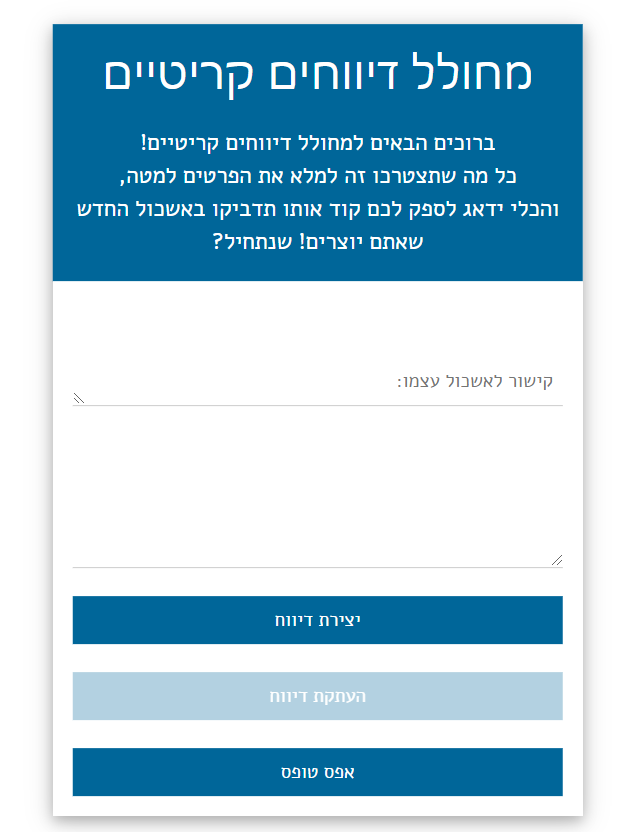 מחולל דיווחים קריטיים
ברוכים הבאים למחולל דיווחים קריטיים!
כל מה שתצטרכו זה למלא את הפרטים למטה,
והכלי ידאג לספק לכם קוד אותו תדביקו באשכול החדש
שאתם יוצרים! שנתחיל?
קישור לאשכול עצמו:
יצירת דיווח
העתקת דיווח
אפס טופס